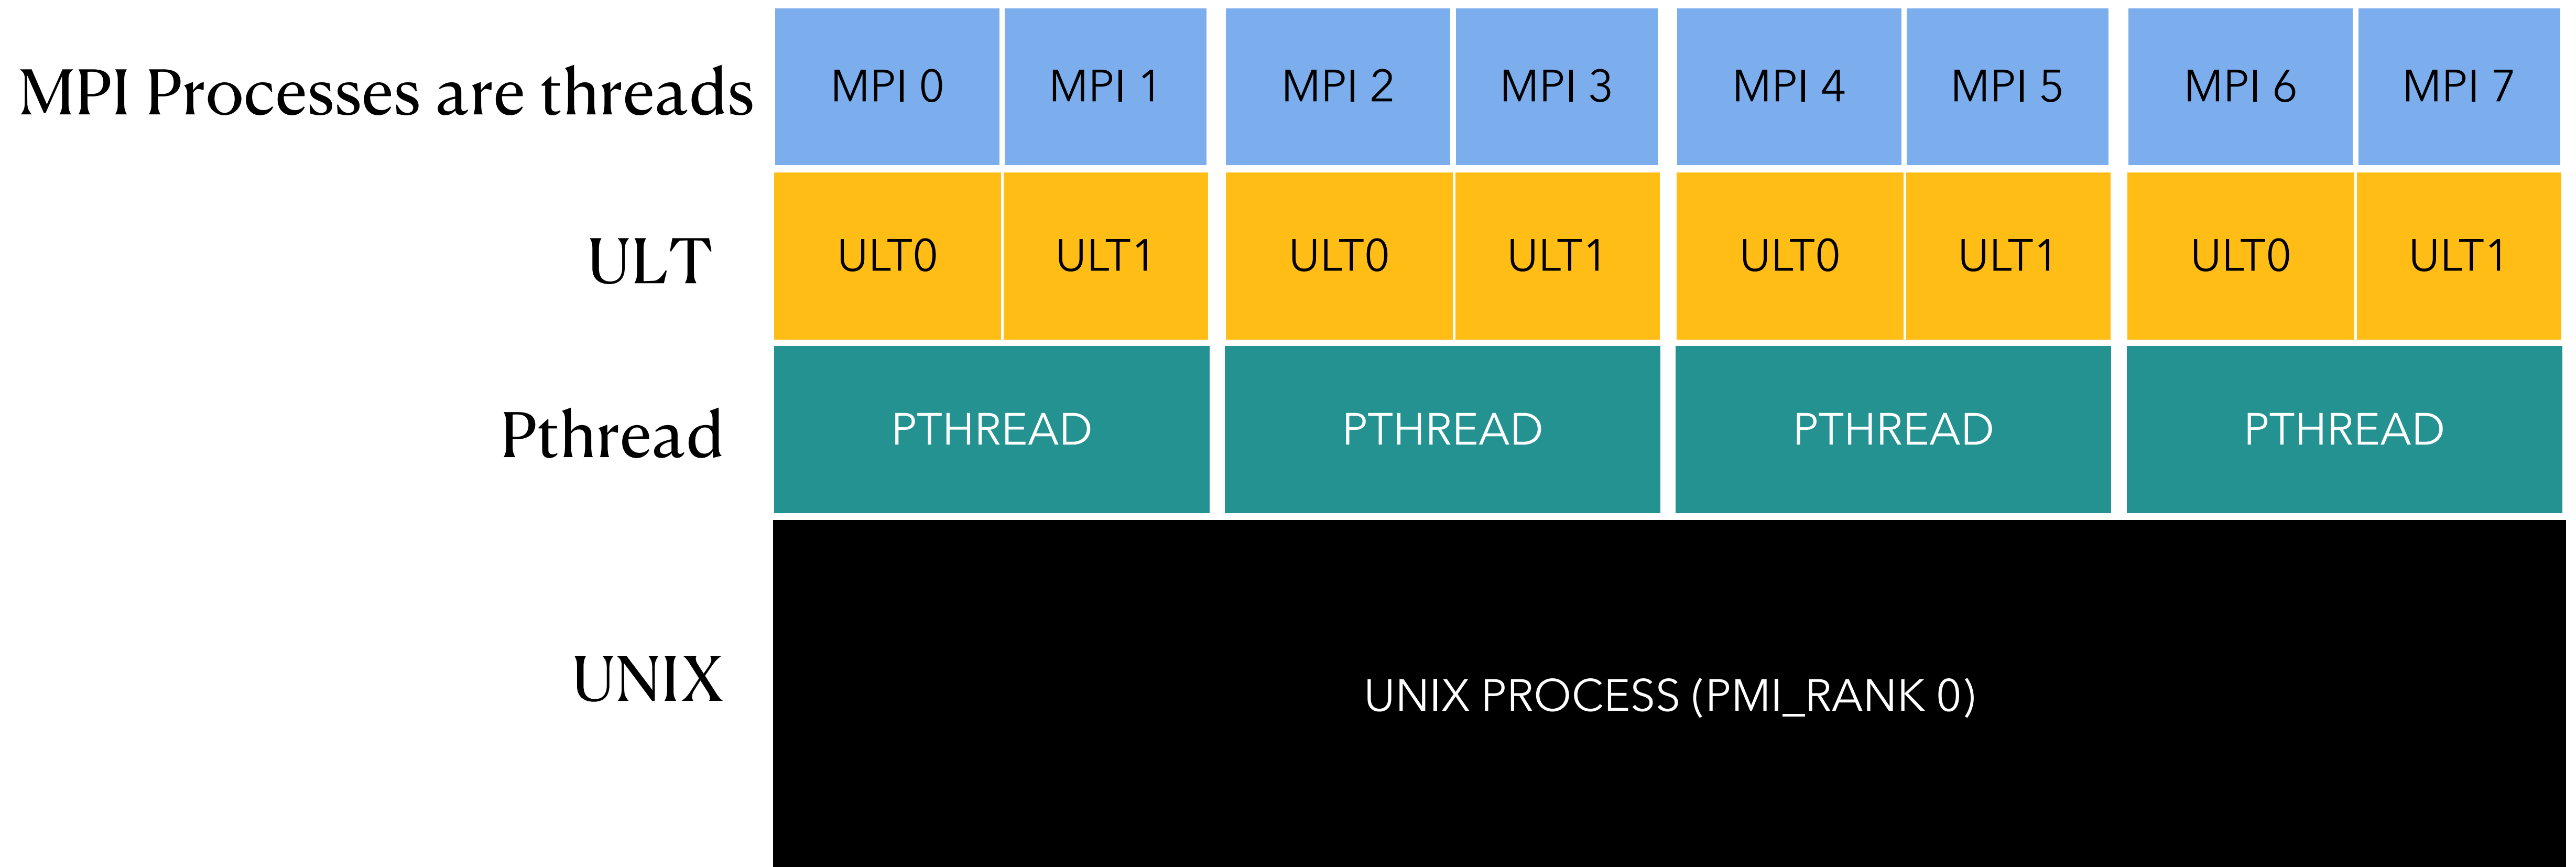 MPI Processes are threads MPI 0 MPI 1 MPI 2 MPI 3 MPI 4 MPI 5 MPI 6 MPI 7
ULT ULT0 ULT1 ULT0 ULT1 ULT0 ULT1 ULT0 ULT1
Pthread PTHREAD PTHREAD PTHREAD PTHREAD
UNIX UNIX PROCESS (PMI_RANK 0)